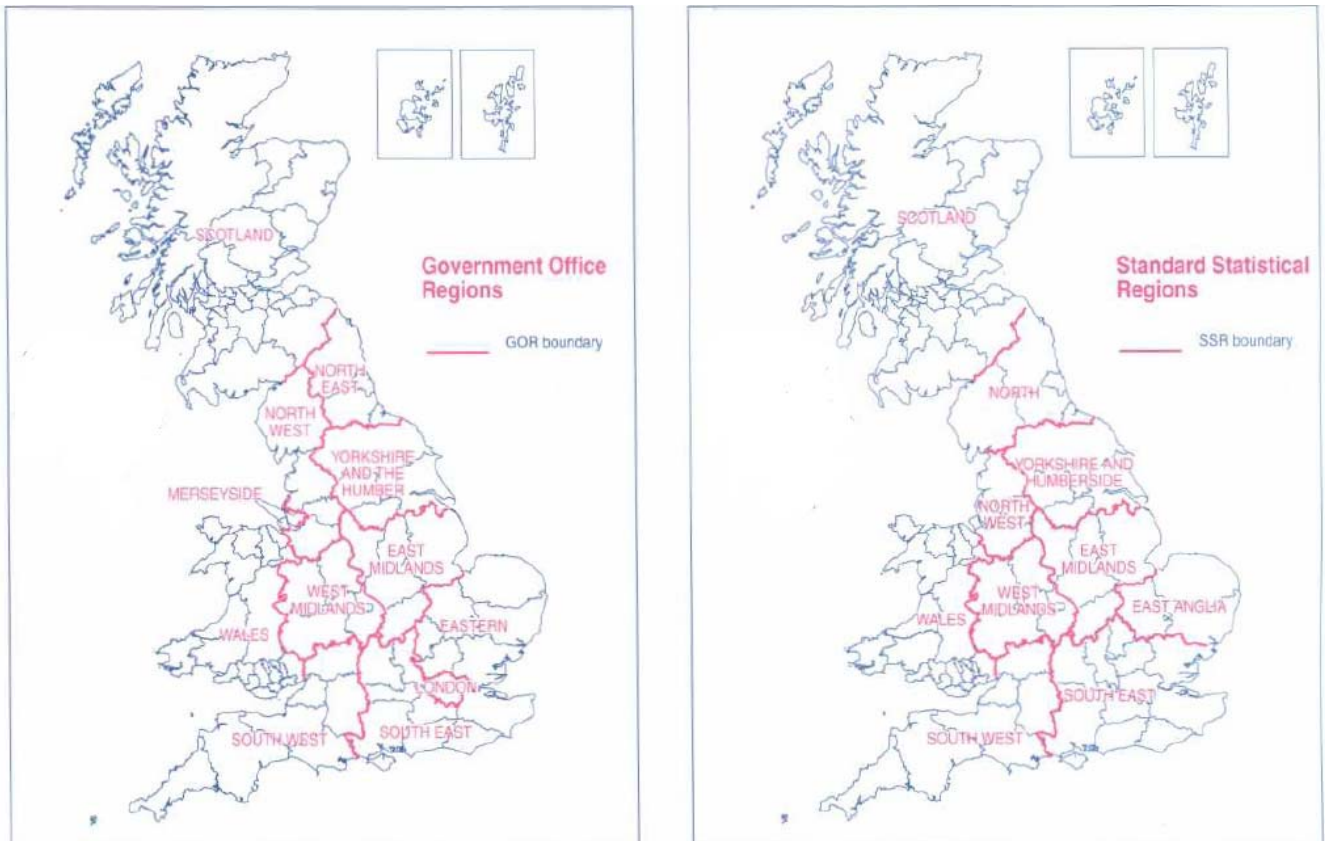 SCOTLAND
Government Office
Regions
GOR boundary
NORTH
EAST
NORTH
WEST
YORKSHIRE
AND THE
HUMBER
MERSEYSIDE
EAST
MIDLANDS
WEST
MIDLANDS
WALES
EASTERN
LONDON
SOUTH EAST
SOUTH WEST
SCOTLAND
Standard Statistical
Regions
SSR boundary
NORTH
YORKSHIRE AND
HUMBERSIDE
NORTH
WEST
EAST
MIDLANDS
WEST
MIDLANDS
EAST ANGLIA
WALES
SOUTH EAST
SOUTH WEST